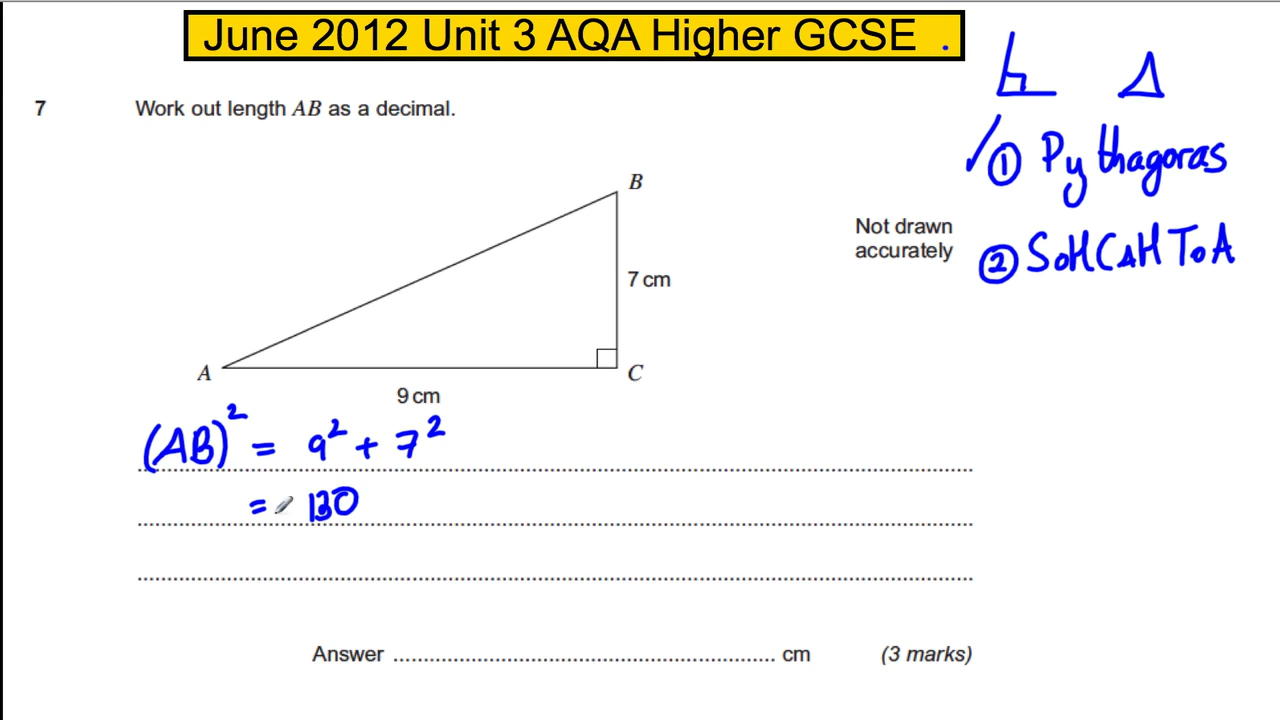 June 2012 Unit 3 AQA Higher GCSE .
7 Work out length AB as a decimal.
① Pythagoras
B
Not drawn
accurately
② SOHCAHTOA
7 cm
A
C
9 cm
(AB)² = 9² + 7²
= 130
Answer ................................................................ cm (3 marks)